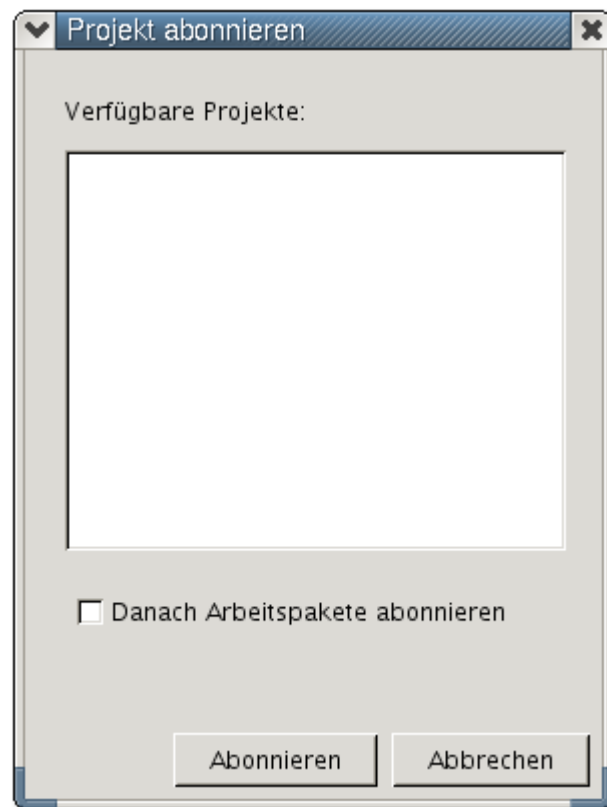 Projekt abonnieren
Verfügbare Projekte:
Danach Arbeitspakete abonnieren
Abonnieren Abbrechen